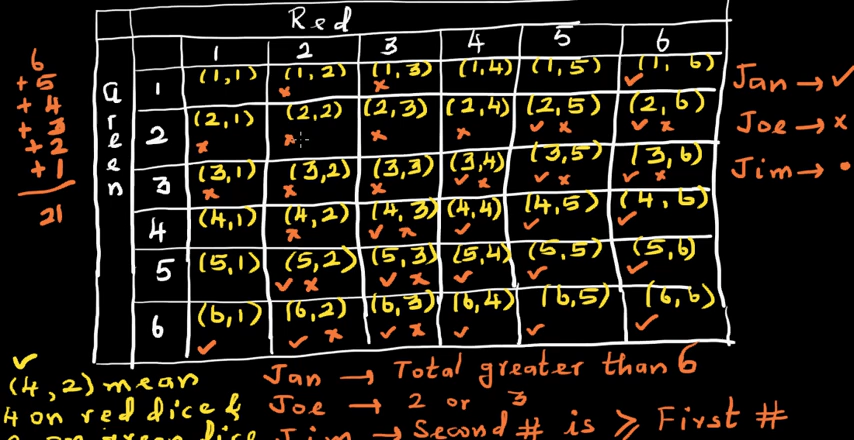 Red
1 2 3 4 5 6
Green
1 (1,1) (1,2) × (1,3) × (1,4) (1,5) (1,6) ✓
2 (2,1) × (2,2) × (2,3) × (2,4) × (2,5) ✓ × (2,6) ✓ ×
3 (3,1) × (3,2) × (3,3) × (3,4) ✓ × (3,5) ✓ × (3,6) ✓ ×
4 (4,1) (4,2) × (4,3) ✓ × (4,4) ✓ (4,5) ✓ (4,6) ✓
5 (5,1) (5,2) ✓ × (5,3) ✓ × (5,4) ✓ (5,5) ✓ (5,6) ✓
6 (6,1) ✓ (6,2) ✓ × (6,3) ✓ × (6,4) ✓ (6,5) ✓ (6,6) ✓
6
+5
+4
+3
+2
+1
21
Jan → ✓
Joe → ×
Jim → •
✓
(4,2) mean
4 on red dice &
on green dice
Jan → Total greater than 6
Joe → 2 or 3
Jim → Second # is ≥ First #